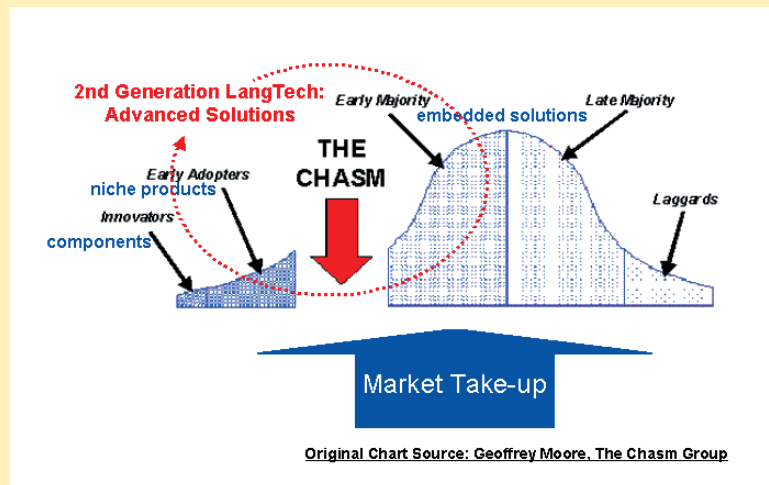 2nd Generation LangTech:
Advanced Solutions
Early Majority
embedded solutions
Late Majority
THE
CHASM
Early Adopters
niche products
Innovators
components
Laggards
Market Take-up
Original Chart Source: Geoffrey Moore, The Chasm Group